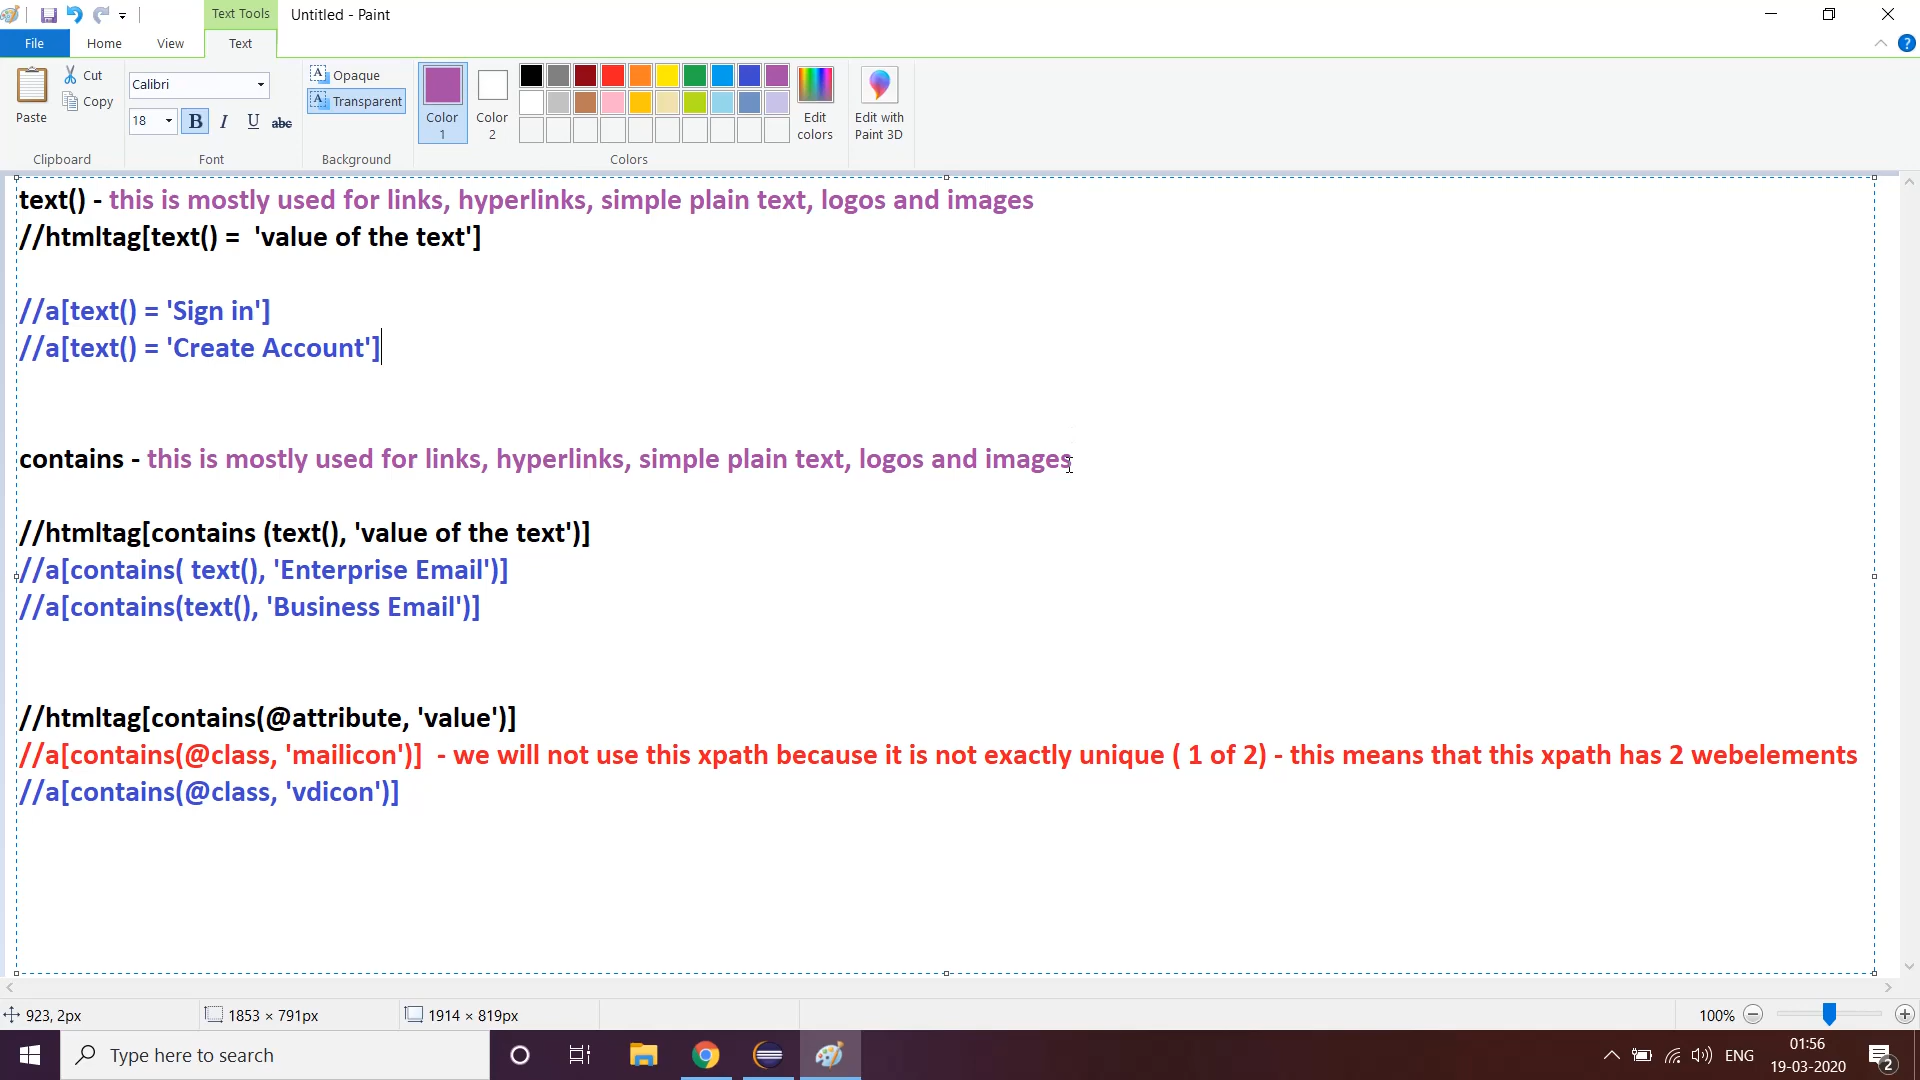 Text Tools
Untitled - Paint
File
Home
View
Text
Paste
Cut
Copy
Clipboard
Calibri
18
B I U abc
Font
A Opaque
A Transparent
Background
Color 1
Color 2
Edit colors
Colors
Edit with Paint 3D
text() - this is mostly used for links, hyperlinks, simple plain text, logos and images
//htmltag[text() =  'value of the text']
//a[text() = 'Sign in']
//a[text() = 'Create Account']
contains - this is mostly used for links, hyperlinks, simple plain text, logos and images
//htmltag[contains (text(), 'value of the text')]
//a[contains( text(), 'Enterprise Email')]
//a[contains(text(), 'Business Email')]
//htmltag[contains(@attribute, 'value')]
//a[contains(@class, 'mailicon')]  - we will not use this xpath because it is not exactly unique ( 1 of 2) - this means that this xpath has 2 webelements
//a[contains(@class, 'vdicon')]
923, 2px
1853 × 791px
1914 × 819px
100%
Type here to search
ENG
01:56
19-03-2020
2